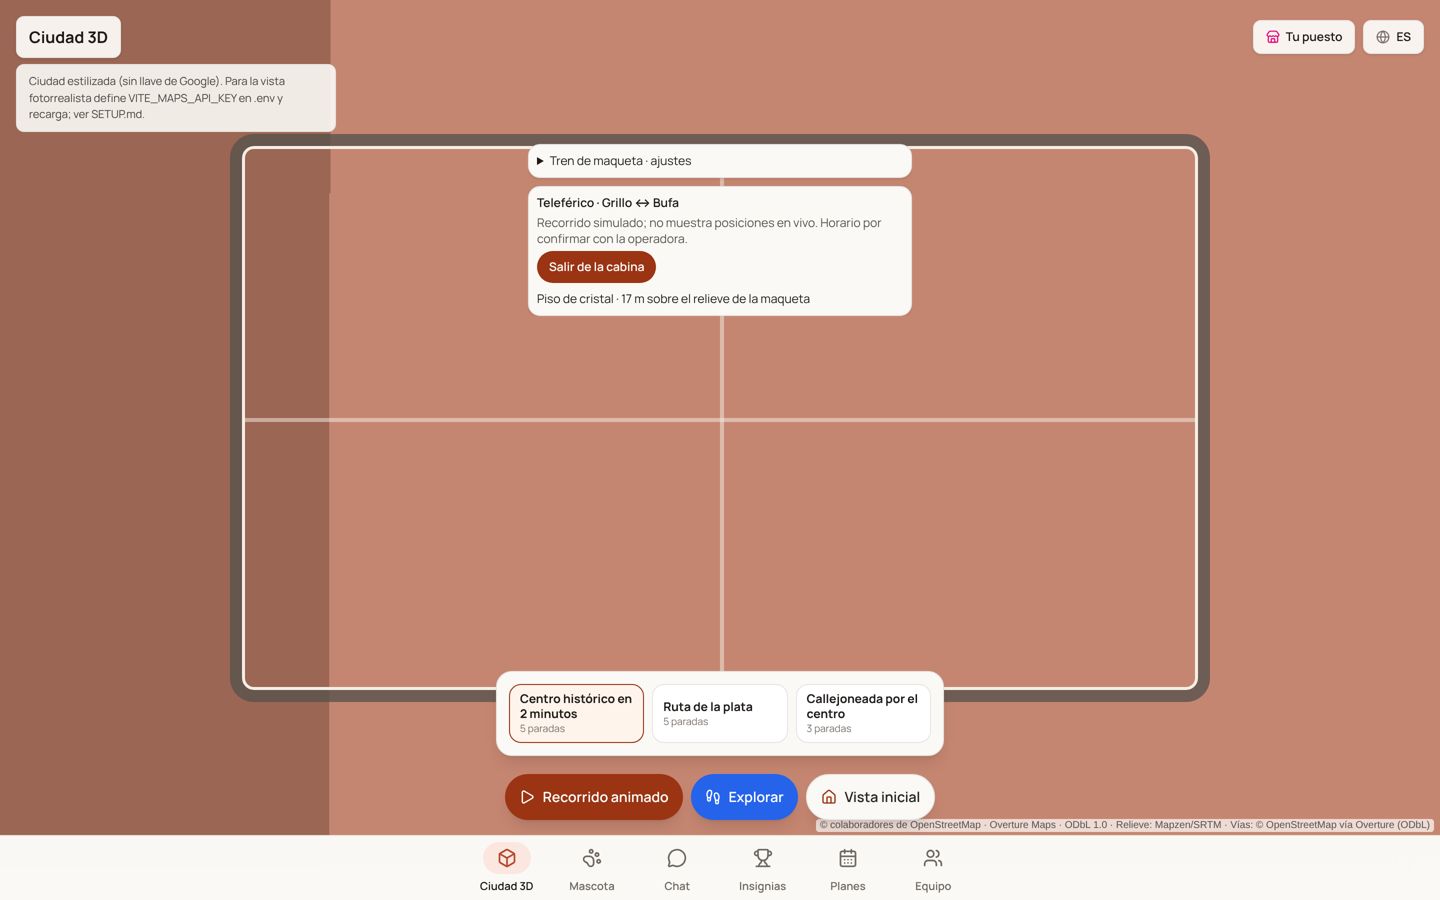 Ciudad 3D
Tu puesto
ES
Ciudad estilizada (sin llave de Google). Para la vista
fotorrealista define VITE_MAPS_API_KEY en .env y
recarga; ver SETUP.md.
Tren de maqueta · ajustes
Teleférico · Grillo ↔ Bufa
Recorrido simulado; no muestra posiciones en vivo. Horario por
confirmar con la operadora.
Salir de la cabina
Piso de cristal · 17 m sobre el relieve de la maqueta
Centro histórico en
2 minutos
5 paradas
Ruta de la plata
5 paradas
Callejoneada por el
centro
3 paradas
Recorrido animado
Explorar
Vista inicial
© colaboradores de OpenStreetMap · Overture Maps · ODbL 1.0 · Relieve: Mapzen/SRTM · Vías: © OpenStreetMap vía Overture (ODbL)
Ciudad 3D
Mascota
Chat
Insignias
Planes
Equipo